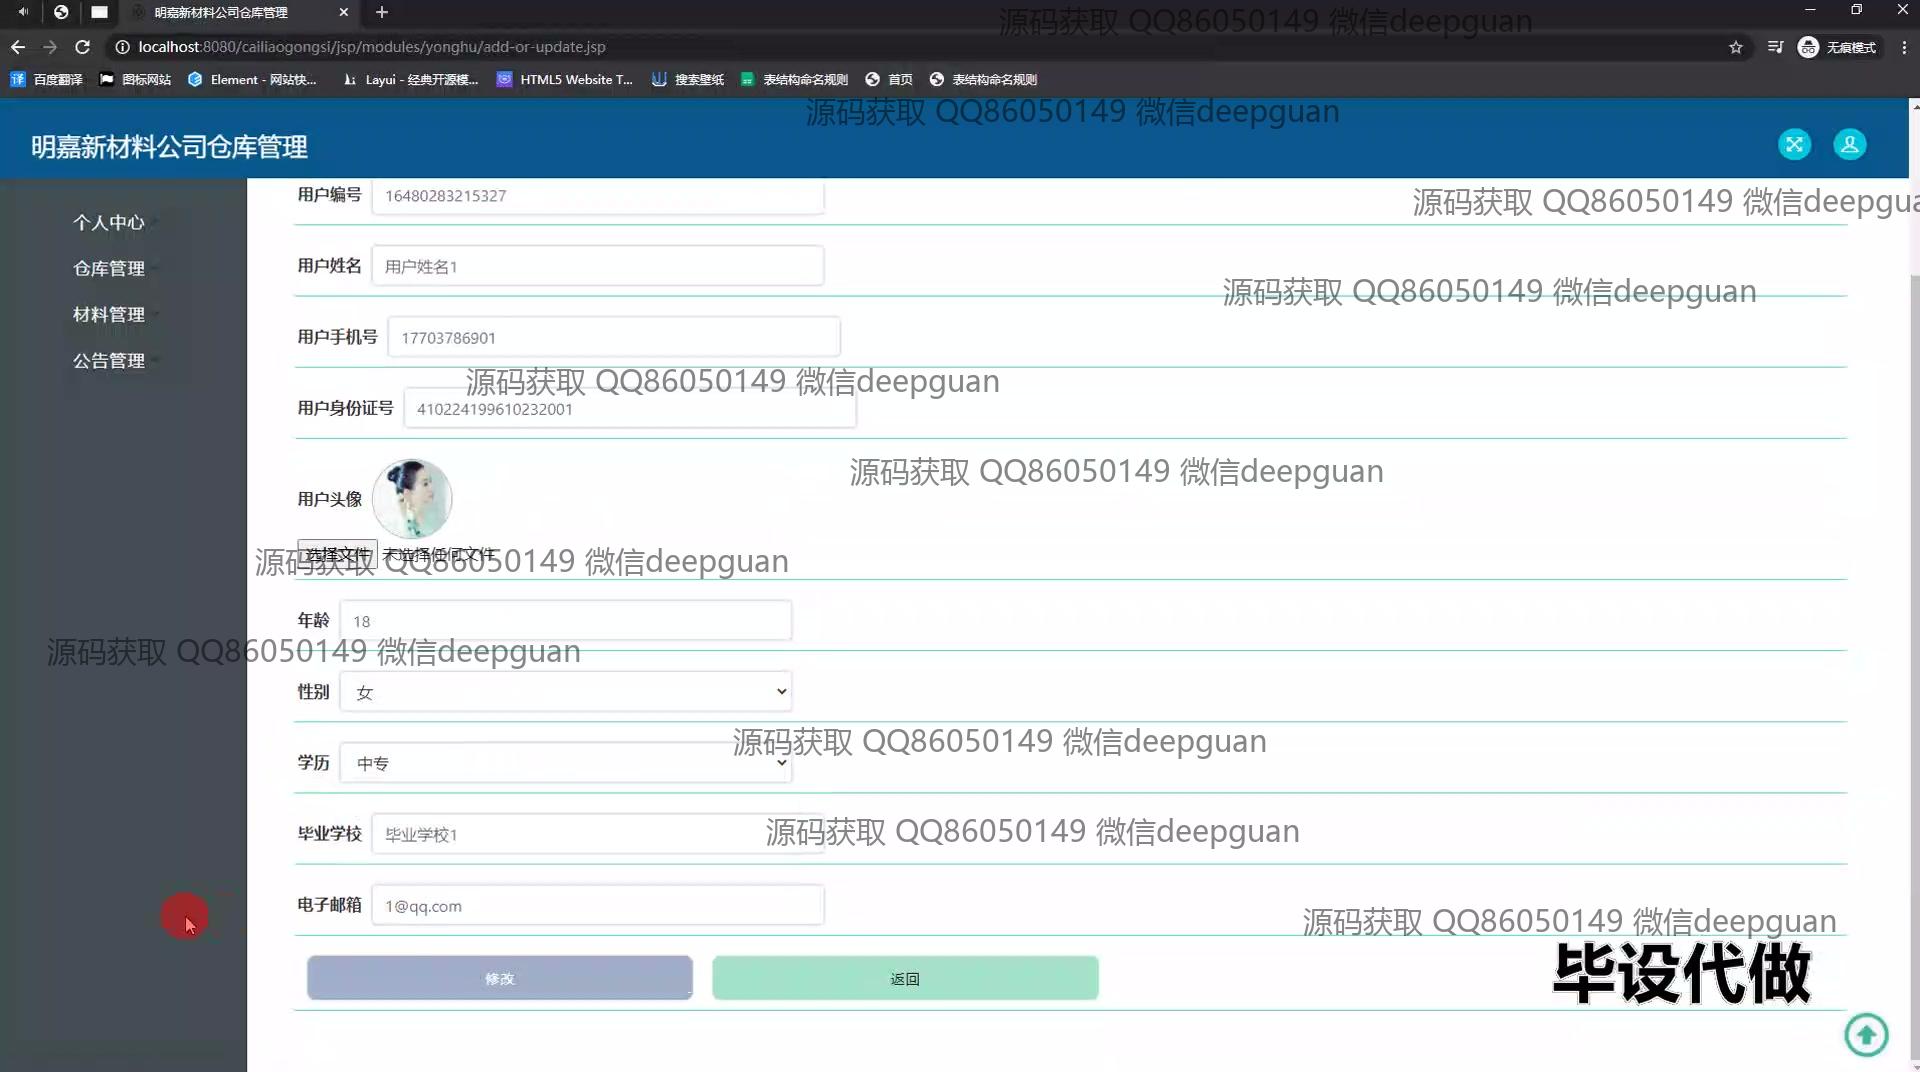 明嘉新材料公司仓库管理
localhost:8080/cailiaogongsi/jsp/modules/yonghu/add-or-update.jsp
无痕模式
百度翻译
图标网站
Element - 网站快...
Layui - 经典开源模...
HTML5 Website T...
搜索壁纸
表结构命名规则
首页
表结构命名规则
源码获取 QQ86050149 微信deepguan
源码获取 QQ86050149 微信deepguan
明嘉新材料公司仓库管理
个人中心
仓库管理
材料管理
公告管理
用户编号 16480283215327
源码获取 QQ86050149 微信deepgua
用户姓名 用户姓名1
源码获取 QQ86050149 微信deepguan
用户手机号 17703786901
源码获取 QQ86050149 微信deepguan
用户身份证号 410224199610232001
源码获取 QQ86050149 微信deepguan
用户头像
选择文件 未选择任何文件
源码获取 QQ86050149 微信deepguan
年龄 18
源码获取 QQ86050149 微信deepguan
性别 女
源码获取 QQ86050149 微信deepguan
学历 中专
毕业学校 毕业学校1
源码获取 QQ86050149 微信deepguan
电子邮箱 1@qq.com
源码获取 QQ86050149 微信deepguan
修改
返回
毕设代做